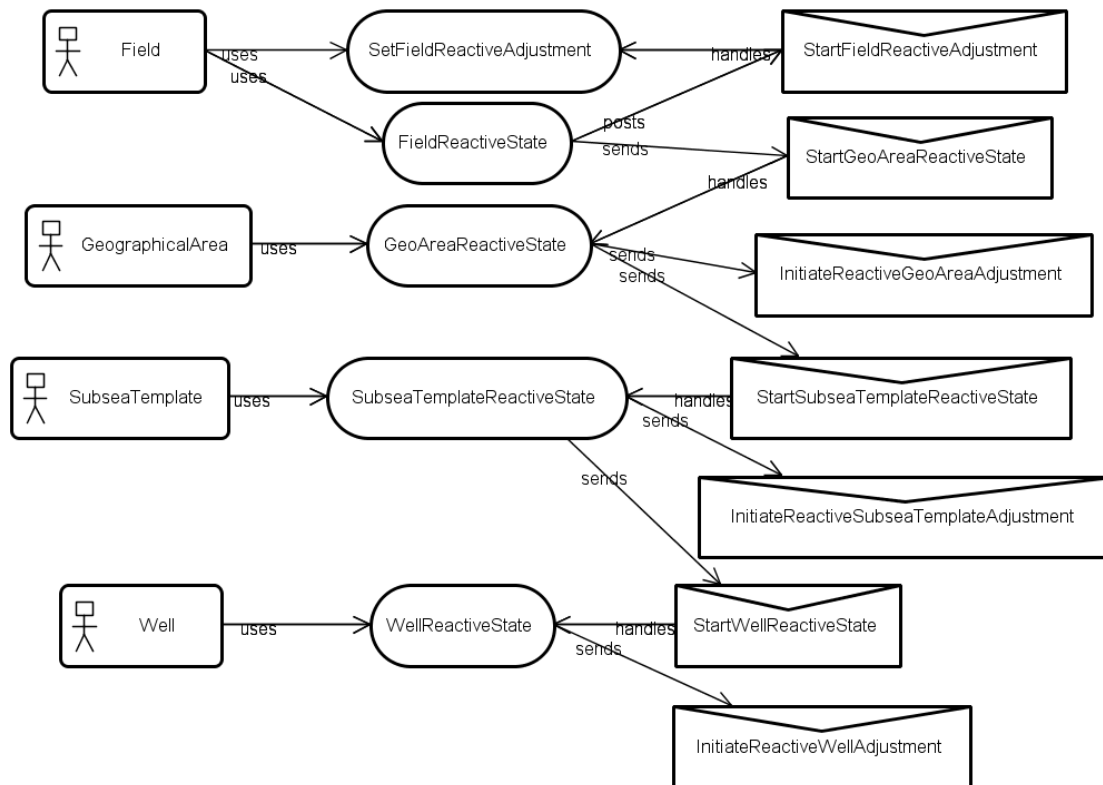 Field
uses
uses
SetFieldReactiveAdjustment
handles
StartFieldReactiveAdjustment
FieldReactiveState
posts
sends
StartGeoAreaReactiveState
handles
GeographicalArea
uses
GeoAreaReactiveState
sends
sends
InitiateReactiveGeoAreaAdjustment
SubseaTemplate
uses
SubseaTemplateReactiveState
handles
StartSubseaTemplateReactiveState
sends
sends
InitiateReactiveSubseaTemplateAdjustment
Well
uses
WellReactiveState
handles
StartWellReactiveState
sends
InitiateReactiveWellAdjustment